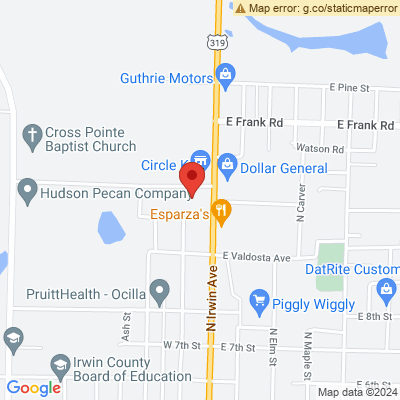 Map error: g.co/staticmaperror
319
Guthrie Motors
E Pine St
E Frank Rd
E Frank Rd
Watson Rd
Cross Pointe
Baptist Church
Circle K
Dollar General
Hudson Pecan Company
N Carver
Esparza's
E Valdosta Ave
DatRite Custom
PruittHealth - Ocilla
N Irwin Ave
Piggly Wiggly
Ash St
E 8th St
N Elm St
N Maple St
W 7th St
E 7th St
Irwin County
Board of Education
E 6th St
Google
Map data ©2024